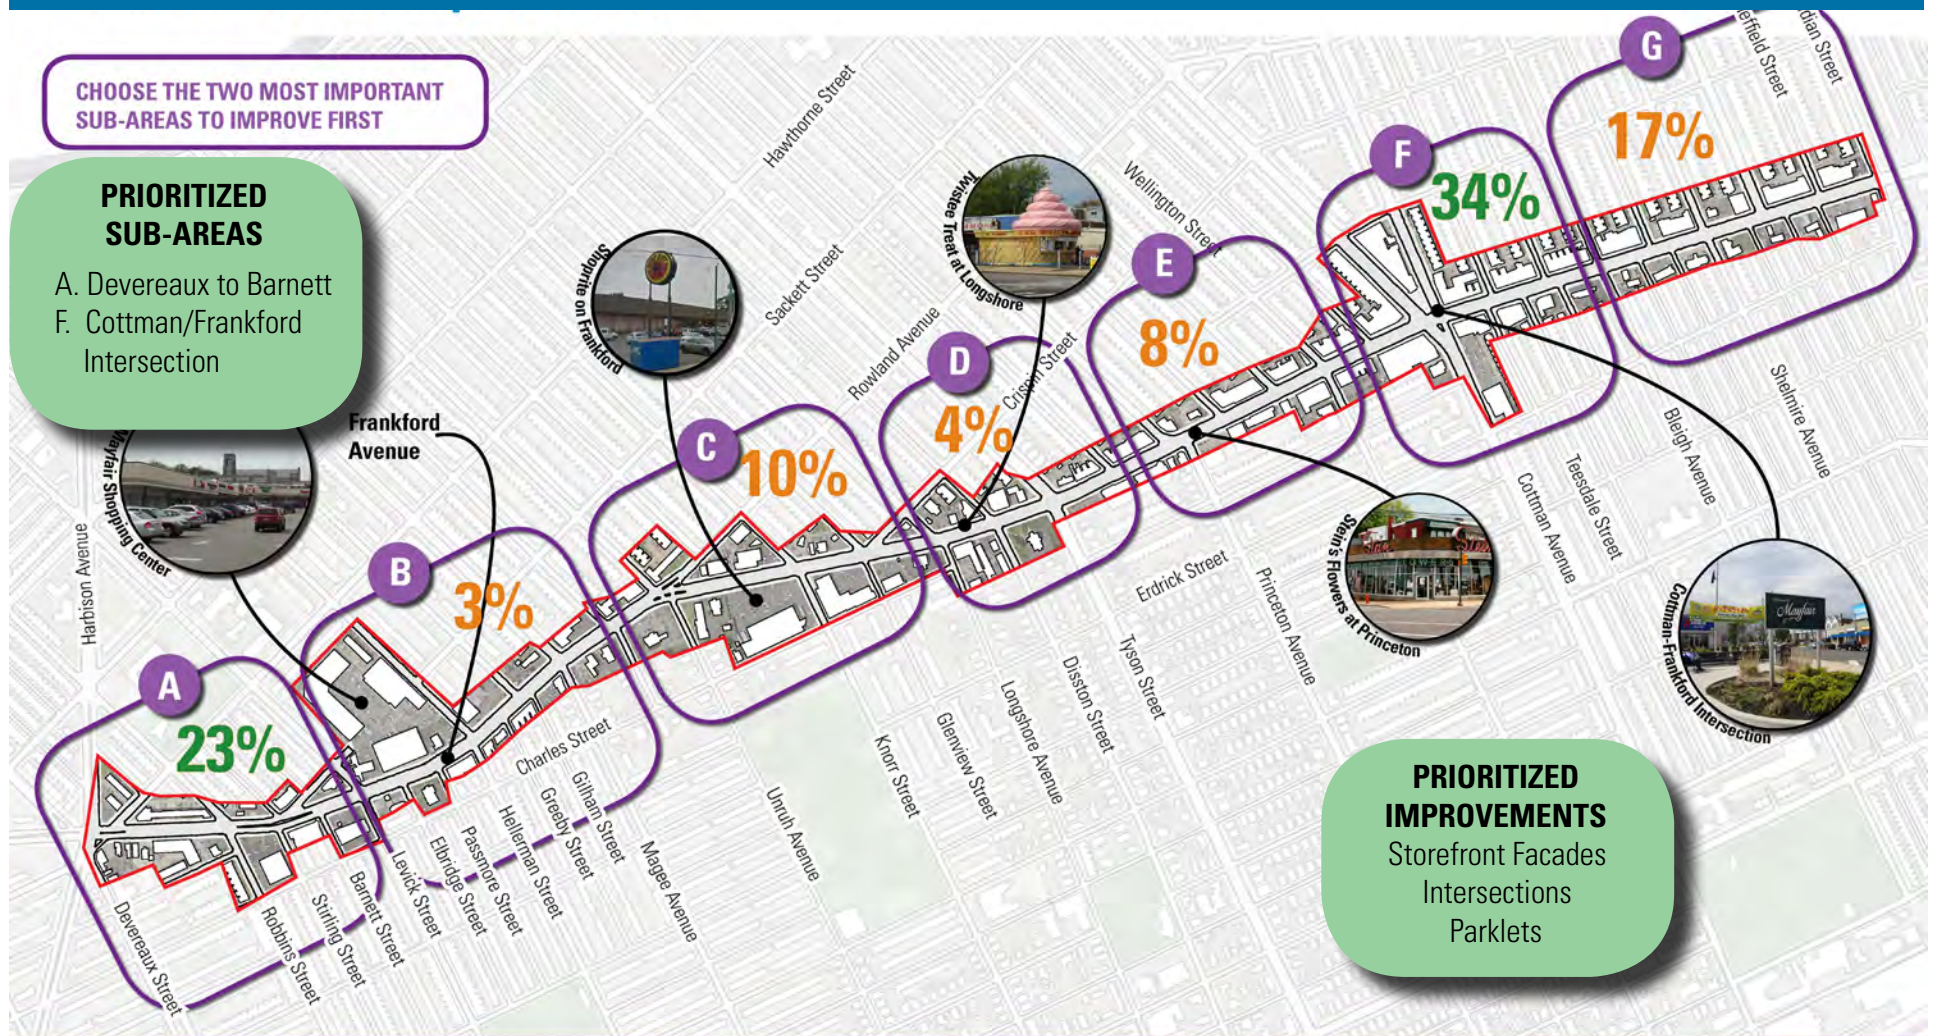 CHOOSE THE TWO MOST IMPORTANT
SUB-AREAS TO IMPROVE FIRST
PRIORITIZED
SUB-AREAS
A. Devereaux to Barnett
F. Cottman/Frankford
Intersection
Mayfair Shopping Center
Frankford
Avenue
Shoprite on Frankford
Twistee Treat at Longshore
Stein's Flowers at Princeton
Cottman-Frankford Intersection
Mayfair
A
23%
B
3%
C
10%
D
4%
E
8%
F
34%
G
17%
Hawthorne Street
Sackett Street
Rowland Avenue
Crispin Street
Wellington Street
Harbison Avenue
Devereaux Street
Robbins Street
Stirling Street
Barnett Street
Levick Street
Elbridge Street
Passmore Street
Hellerman Street
Greeby Street
Gilham Street
Charles Street
Magee Avenue
Unruh Avenue
Knorr Street
Glenview Street
Longshore Avenue
Disston Street
Tyson Street
Erdrick Street
Princeton Avenue
Cottman Avenue
Teesdale Street
Bleigh Avenue
Shelmire Avenue
effield Street
dian Street
PRIORITIZED
IMPROVEMENTS
Storefront Facades
Intersections
Parklets